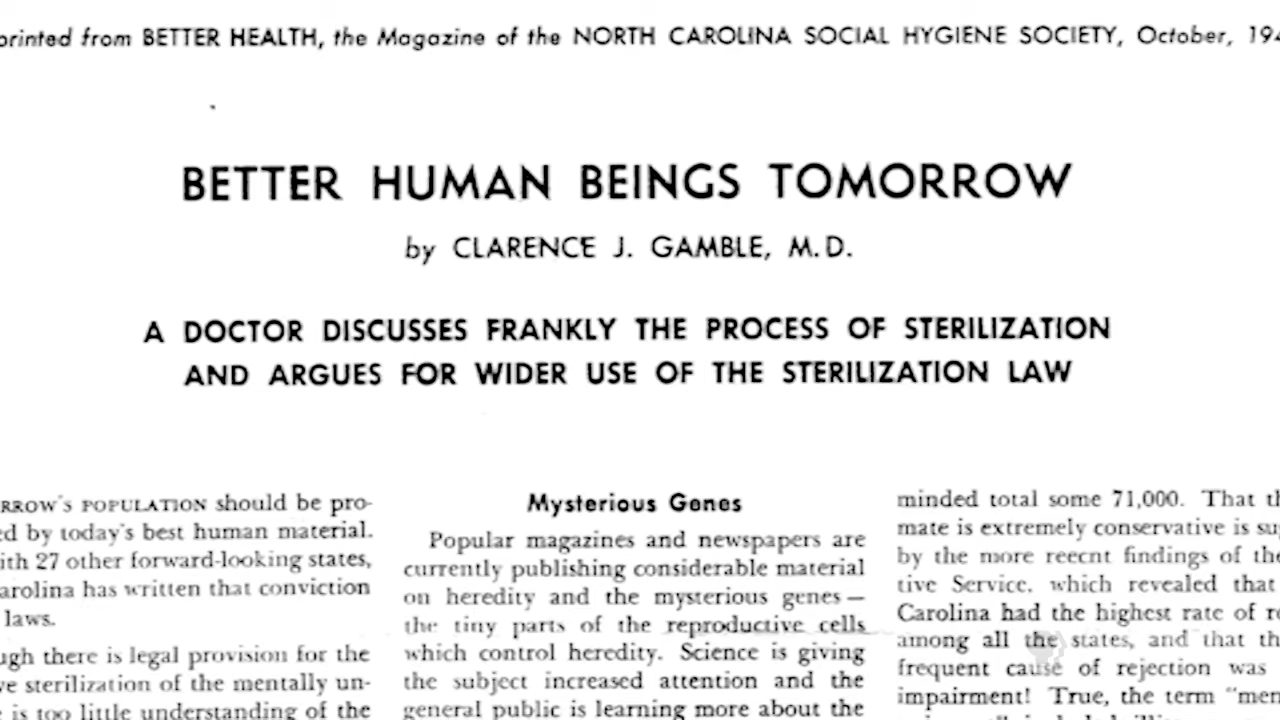 printed from BETTER HEALTH, the Magazine of the NORTH CAROLINA SOCIAL HYGIENE SOCIETY, October, 194
BETTER HUMAN BEINGS TOMORROW
by CLARENCE J. GAMBLE, M.D.
A DOCTOR DISCUSSES FRANKLY THE PROCESS OF STERILIZATION
AND ARGUES FOR WIDER USE OF THE STERILIZATION LAW
RROW'S POPULATION should be pro-
ed by today's best human material.
ith 27 other forward-looking states,
arolina has written that conviction
laws.
ugh there is legal provision for the
ve sterilization of the mentally un-
e is too little understanding of the
Mysterious Genes
Popular magazines and newspapers are
currently publishing considerable material
on heredity and the mysterious genes—
the tiny parts of the reproductive cells
which control heredity. Science is giving
the subject increased attention and the
general public is learning more about the
minded total some 71,000. That th
mate is extremely conservative is su
by the more recent findings of the
tive Service, which revealed that
Carolina had the highest rate of re
among all the states, and that th
frequent cause of rejection was
impairment! True, the term "men